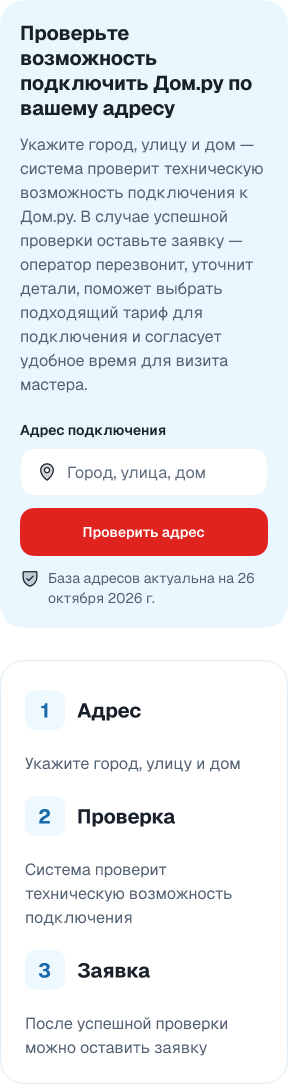 Проверьте
возможность
подключить Дом.ру по
вашему адресу
Укажите город, улицу и дом —
система проверит техническую
возможность подключения к
Дом.ру. В случае успешной
проверки оставьте заявку —
оператор перезвонит, уточнит
детали, поможет выбрать
подходящий тариф для
подключения и согласует
удобное время для визита
мастера.
Адрес подключения
Город, улица, дом
Проверить адрес
База адресов актуальна на 26
октября 2026 г.
1 Адрес
Укажите город, улицу и дом
2 Проверка
Система проверит
техническую возможность
подключения
3 Заявка
После успешной проверки
можно оставить заявку